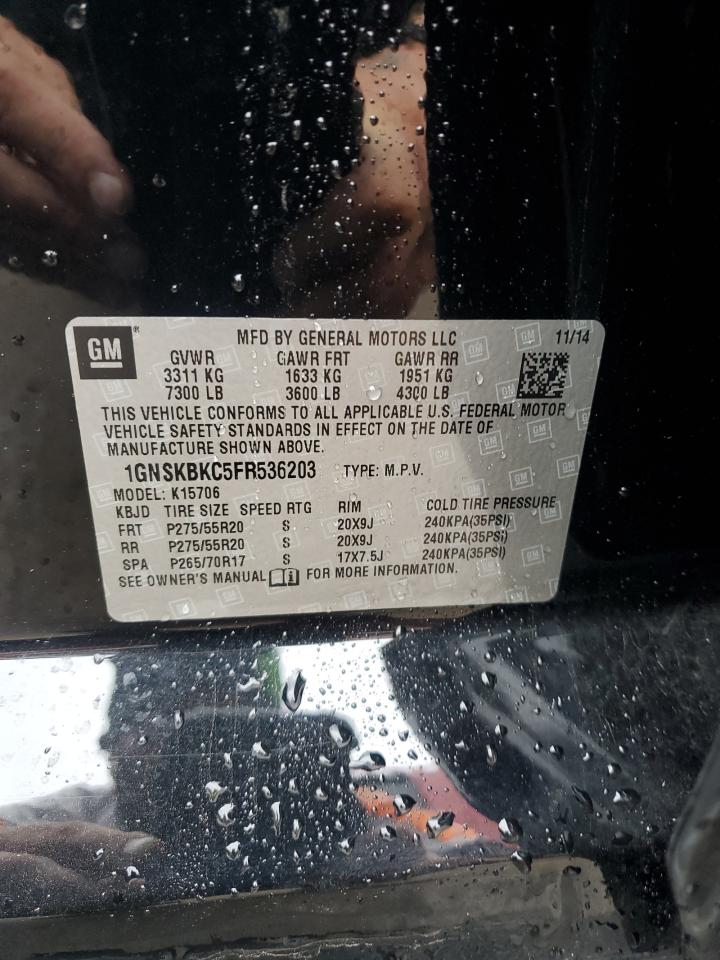 GM
MFD BY GENERAL MOTORS LLC 11/14
GVWR GAWR FRT GAWR RR
3311 KG 1633 KG 1951 KG
7300 LB 3600 LB 4300 LB
THIS VEHICLE CONFORMS TO ALL APPLICABLE U.S. FEDERAL MOTOR
VEHICLE SAFETY STANDARDS IN EFFECT ON THE DATE OF
MANUFACTURE SHOWN ABOVE.
1GNSKBKC5FR536203 TYPE: M.P.V.
MODEL: K15706
KBJD TIRE SIZE SPEED RTG RIM COLD TIRE PRESSURE
FRT P275/55R20 S 20X9J 240KPA(35PSI)
RR P275/55R20 S 20X9J 240KPA(35PSI)
SPA P265/70R17 S 17X7.5J 240KPA(35PSI)
SEE OWNER'S MANUAL FOR MORE INFORMATION.